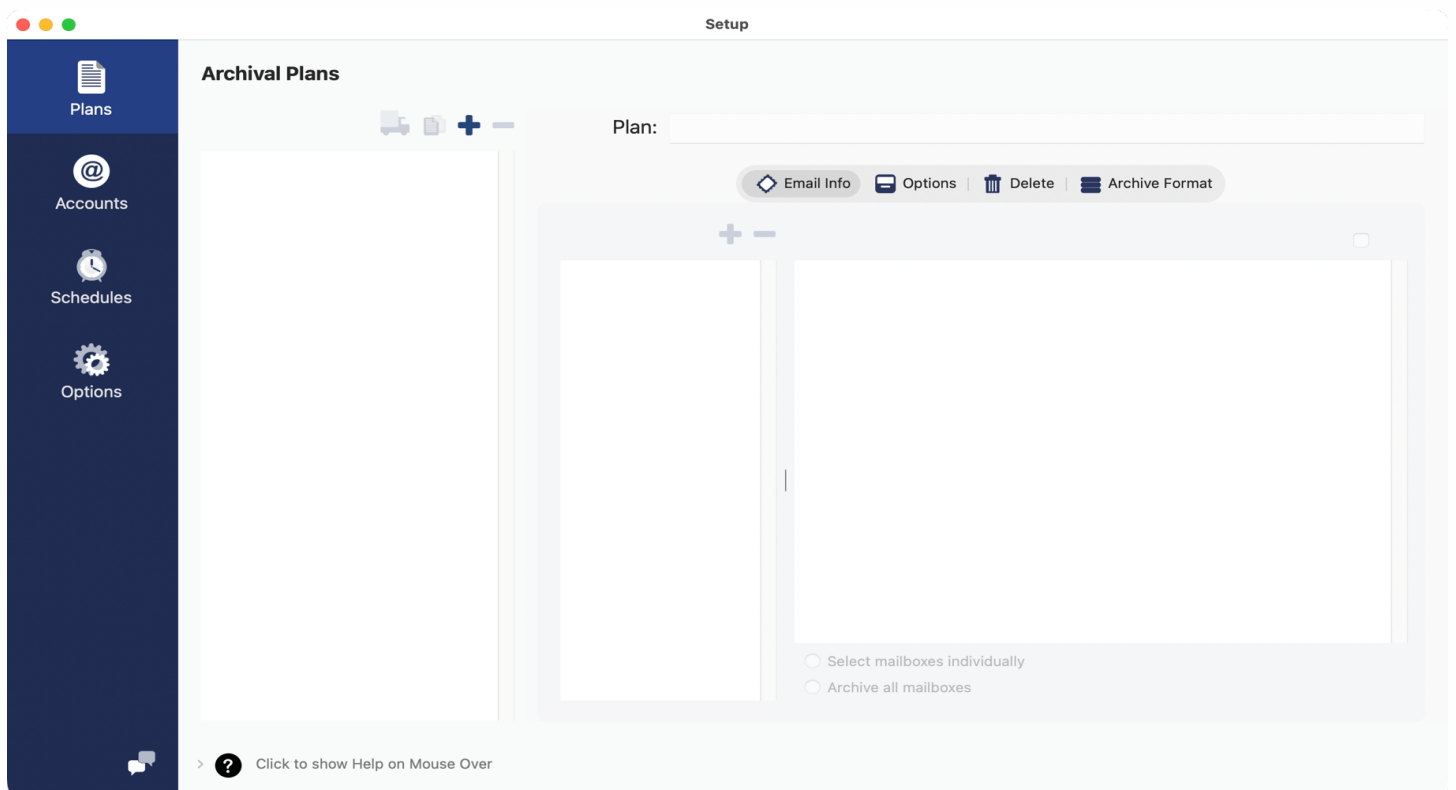 Setup
Plans
Accounts
Schedules
Options
Archival Plans
Plan:
Email Info
Options
Delete
Archive Format
Select mailboxes individually
Archive all mailboxes
Click to show Help on Mouse Over